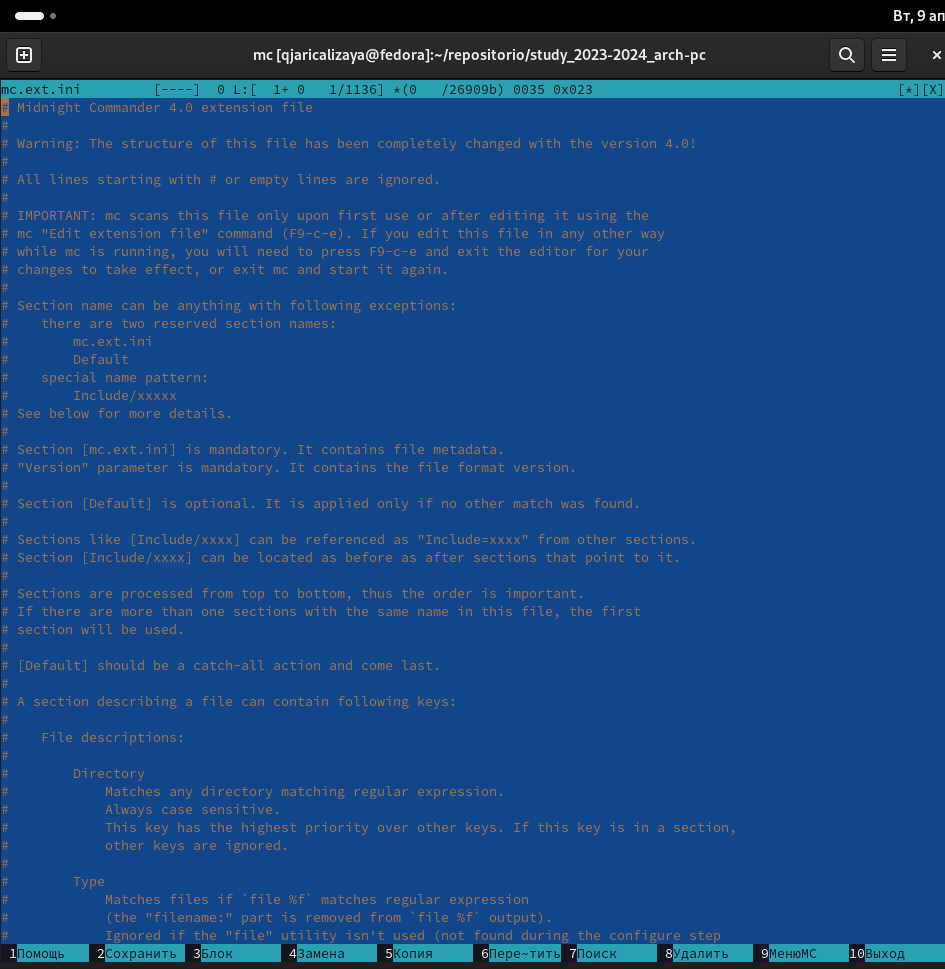 Вт, 9 ап
mc [qjaricalizaya@fedora]:~/repositorio/study_2023-2024_arch-pc
mc.ext.ini         [----]  0 L:[  1+ 0   1/1136] *(0   /26909b) 0035 0x023                                      [*][X]
# Midnight Commander 4.0 extension file
#
# Warning: The structure of this file has been completely changed with the version 4.0!
#
# All lines starting with # or empty lines are ignored.
#
# IMPORTANT: mc scans this file only upon first use or after editing it using the
# mc "Edit extension file" command (F9-c-e). If you edit this file in any other way
# while mc is running, you will need to press F9-c-e and exit the editor for your
# changes to take effect, or exit mc and start it again.
#
# Section name can be anything with following exceptions:
#    there are two reserved section names:
#        mc.ext.ini
#        Default
#    special name pattern:
#        Include/xxxxx
# See below for more details.
#
# Section [mc.ext.ini] is mandatory. It contains file metadata.
# "Version" parameter is mandatory. It contains the file format version.
#
# Section [Default] is optional. It is applied only if no other match was found.
#
# Sections like [Include/xxxx] can be referenced as "Include=xxxx" from other sections.
# Section [Include/xxxx] can be located as before as after sections that point to it.
#
# Sections are processed from top to bottom, thus the order is important.
# If there are more than one sections with the same name in this file, the first
# section will be used.
#
# [Default] should be a catch-all action and come last.
#
# A section describing a file can contain following keys:
#
#    File descriptions:
#
#        Directory
#            Matches any directory matching regular expression.
#            Always case sensitive.
#            This key has the highest priority over other keys. If this key is in a section,
#            other keys are ignored.
#
#        Type
#            Matches files if `file %f` matches regular expression
#            (the "filename:" part is removed from `file %f` output).
#            Ignored if the "file" utility isn't used (not found during the configure step
1Помощь 2Сохранить 3Блок 4Замена 5Копия 6Пере~тить 7Поиск 8Удалить 9МенюMC 10Выход